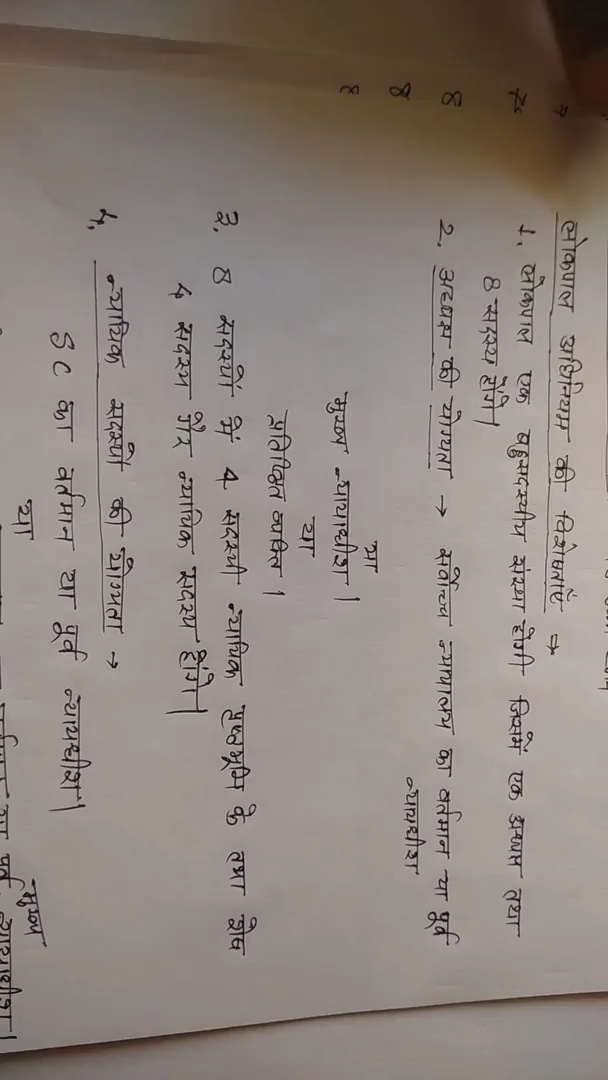 लोकपाल अधिनियम की विशेषताएँ ⇒
1. लोकपाल एक बहुसदस्यीय संस्था होगी जिसमें एक अध्यक्ष तथा
8 सदस्य होंगे।
2. अध्यक्ष की योग्यता → सर्वोच्च न्यायालय का वर्तमान या पूर्व
न्यायधीश
या
मुख्य न्यायाधीश।
या
प्रतिष्ठित व्यक्ति।
3. 8 सदस्यों में 4 सदस्यों न्यायिक पृष्ठभूमि के तथा शेष
4 सदस्य गैर न्यायिक सदस्य होंगे।
4. न्यायिक सदस्यों की योग्यता →
SC का वर्तमान या पूर्व न्यायधीश।
या
मुख्य
पूर्व न्यायाधीश।